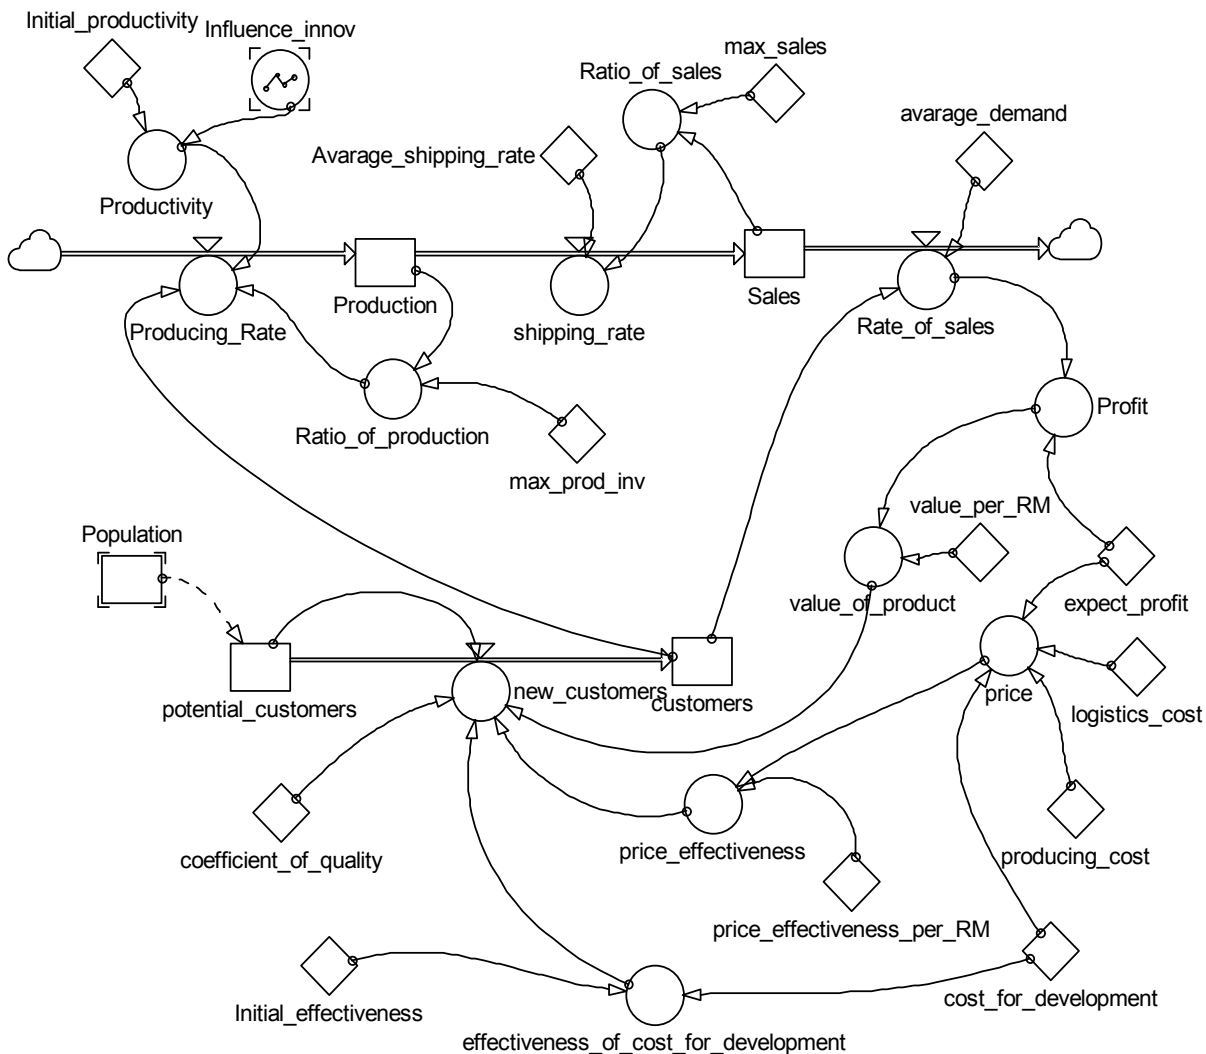 Initial_productivity
Influence_innov
max_sales
Ratio_of_sales
avarage_demand
Avarage_shipping_rate
Productivity
Production
Sales
Producing_Rate
shipping_rate
Rate_of_sales
Profit
Ratio_of_production
max_prod_inv
value_per_RM
Population
value_of_product
expect_profit
new_customers
customers
price
potential_customers
logistics_cost
price_effectiveness
coefficient_of_quality
producing_cost
price_effectiveness_per_RM
cost_for_development
Initial_effectiveness
effectiveness_of_cost_for_development